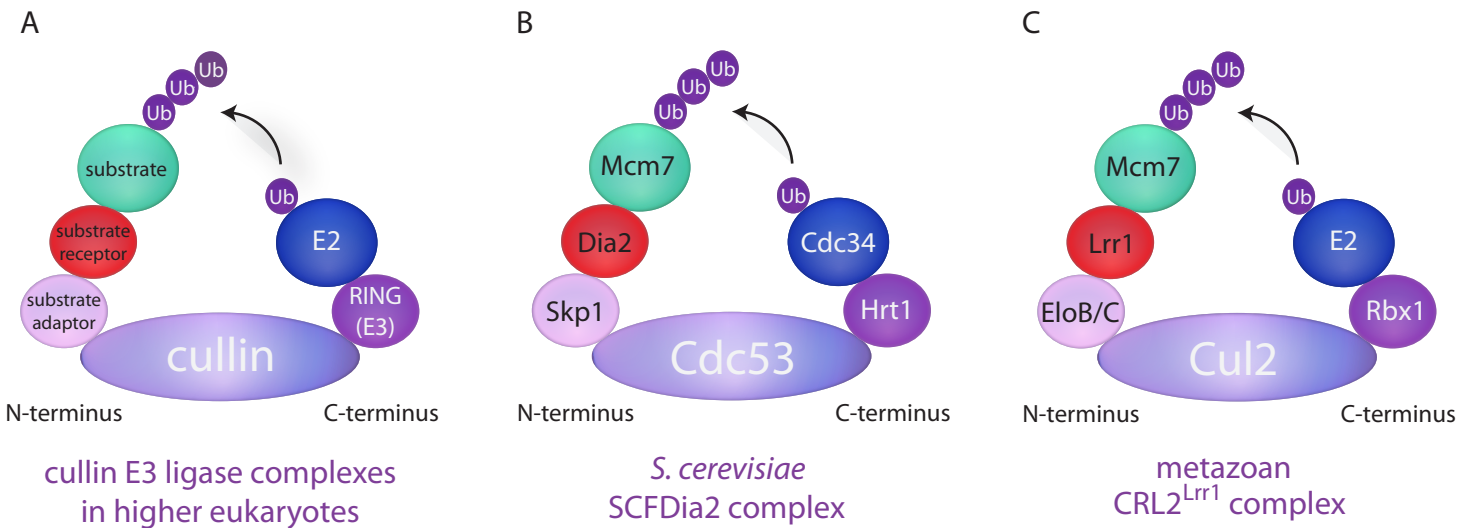 A
Ub
Ub
Ub
substrate
Ub
substrate
receptor
E2
substrate
adaptor
RING
(E3)
cullin
N-terminus
C-terminus
cullin E3 ligase complexes
in higher eukaryotes
B
Ub
Ub
Ub
Mcm7
Ub
Dia2
Cdc34
Skp1
Hrt1
Cdc53
N-terminus
C-terminus
S. cerevisiae
SCFDia2 complex
C
Ub
Ub
Ub
Mcm7
Ub
Lrr1
E2
EloB/C
Rbx1
Cul2
N-terminus
C-terminus
metazoan
CRL2Lrr1 complex